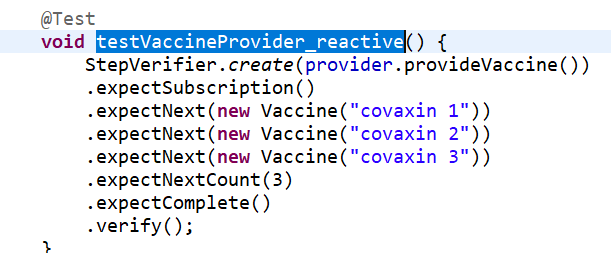 @Test
void testVaccineProvider_reactive() {
StepVerifier.create(provider.provideVaccine())
.expectSubscription()
.expectNext(new Vaccine("covaxin 1"))
.expectNext(new Vaccine("covaxin 2"))
.expectNext(new Vaccine("covaxin 3"))
.expectNextCount(3)
.expectComplete()
.verify();
}